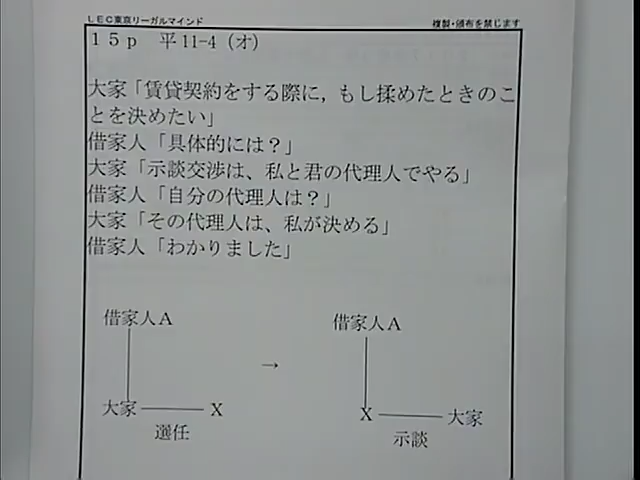 LEC東京リーガルマインド
複製・頒布を禁じます
15p 平11-4(オ)
大家「賃貸契約をする際に，もし揉めたときのこ
とを決めたい」
借家人「具体的には？」
大家「示談交渉は、私と君の代理人でやる」
借家人「自分の代理人は？」
大家「その代理人は、私が決める」
借家人「わかりました」
借家人A
借家人A
→
大家
X
X
大家
選任
示談